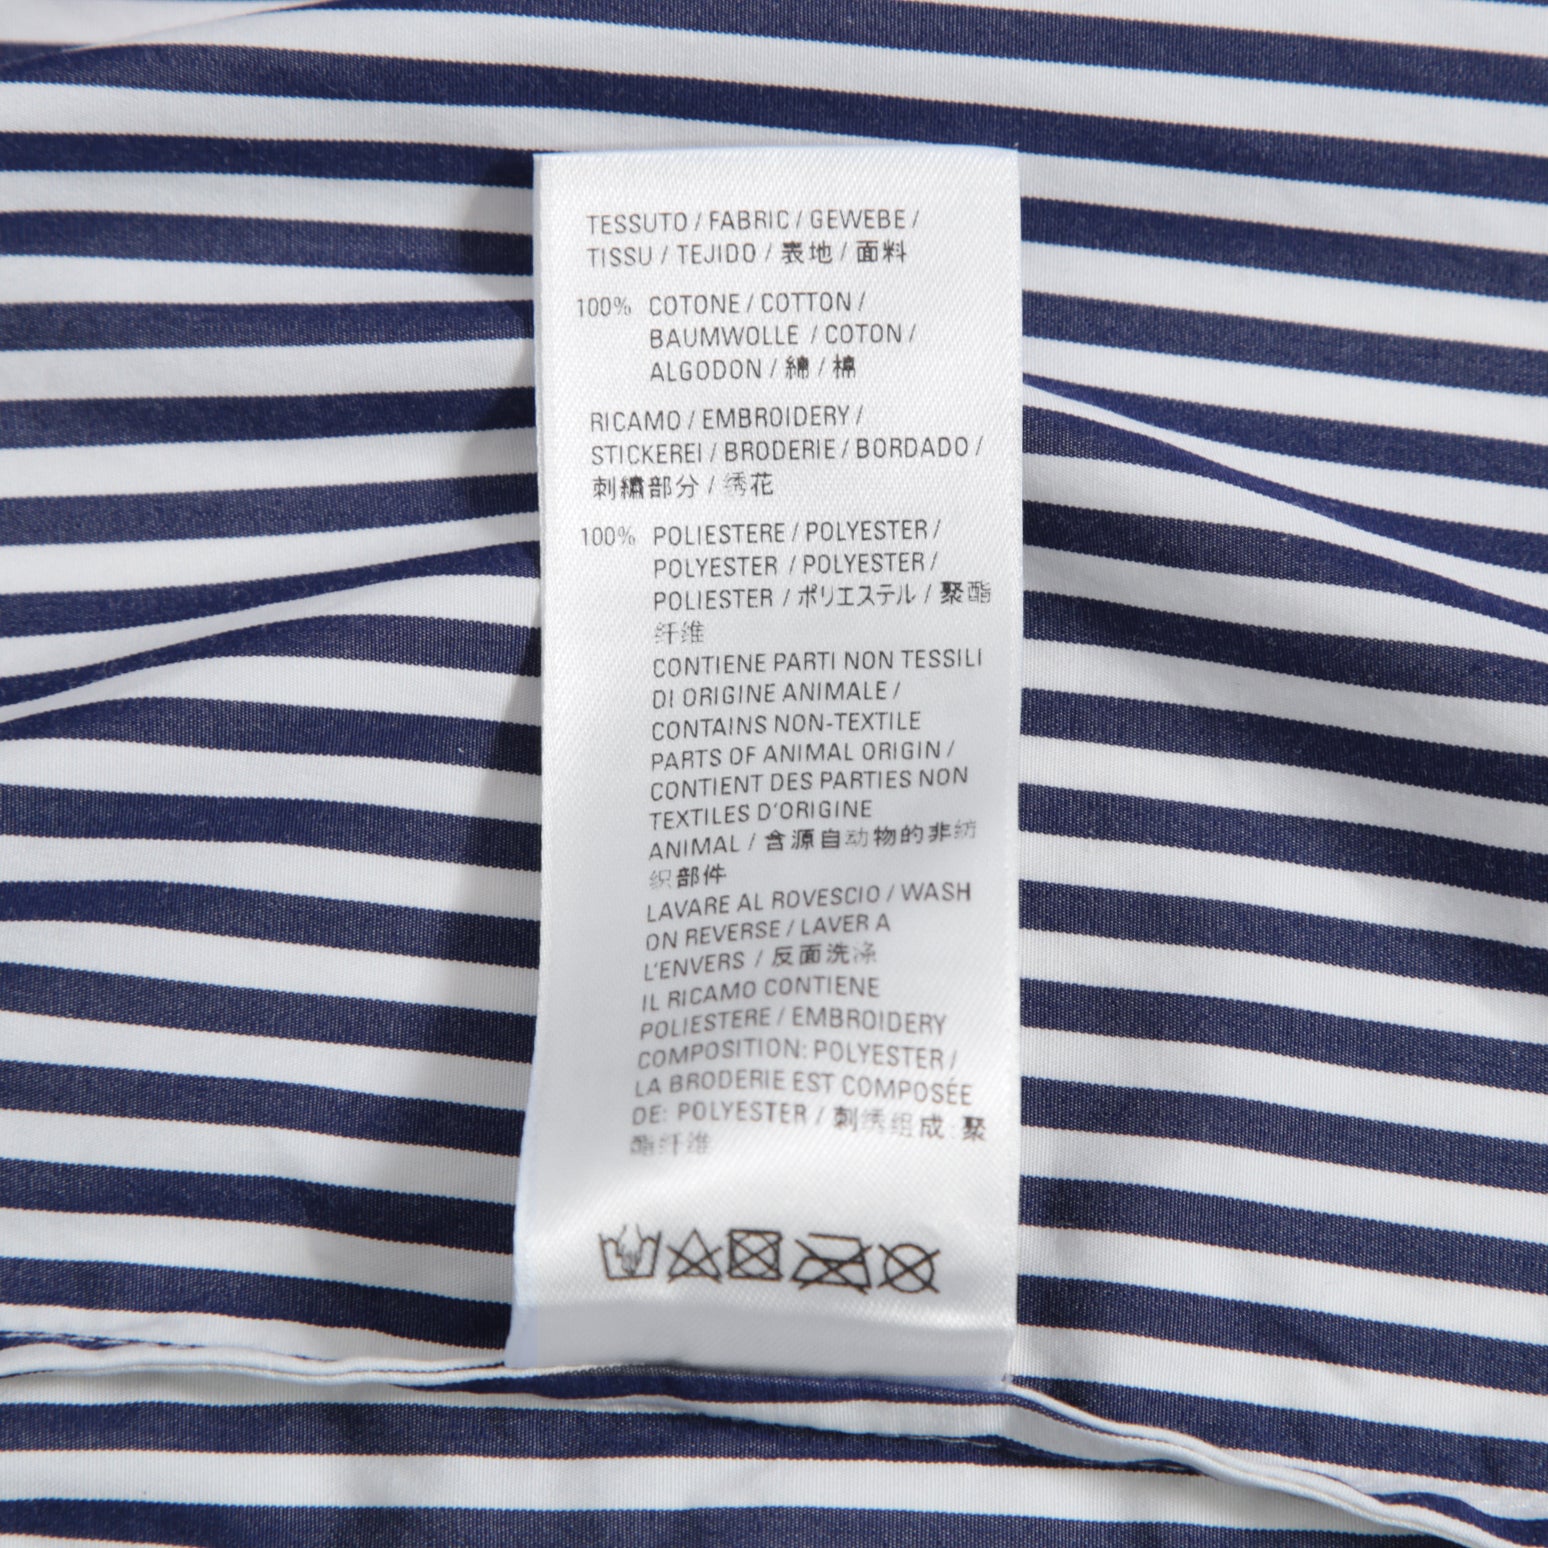 TESSUTO / FABRIC / GEWEBE /
TISSU / TEJIDO / 表地 / 面料
100% COTONE / COTTON /
BAUMWOLLE / COTON /
ALGODON / 綿 / 棉
RICAMO / EMBROIDERY /
STICKEREI / BRODERIE / BORDADO /
刺繍部分 / 绣花
100% POLIESTERE / POLYESTER /
POLYESTER / POLYESTER /
POLIESTER / ポリエステル / 聚酯
纤维
CONTIENE PARTI NON TESSILI
DI ORIGINE ANIMALE /
CONTAINS NON-TEXTILE
PARTS OF ANIMAL ORIGIN /
CONTIENT DES PARTIES NON
TEXTILES D'ORIGINE
ANIMAL / 含源自动物的非纺
织部件
LAVARE AL ROVESCIO / WASH
ON REVERSE / LAVER A
L'ENVERS / 反面洗涤
IL RICAMO CONTIENE
POLIESTERE / EMBROIDERY
COMPOSITION: POLYESTER /
LA BRODERIE EST COMPOSÉE
DE: POLYESTER / 刺绣组成: 聚
酯纤维